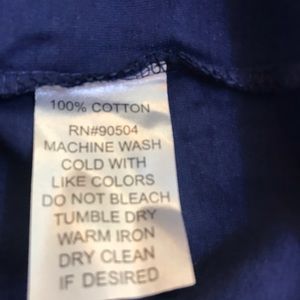 100% COTTON
RN#90504
MACHINE WASH
COLD WITH
LIKE COLORS
DO NOT BLEACH
TUMBLE DRY
WARM IRON
DRY CLEAN
IF DESIRED